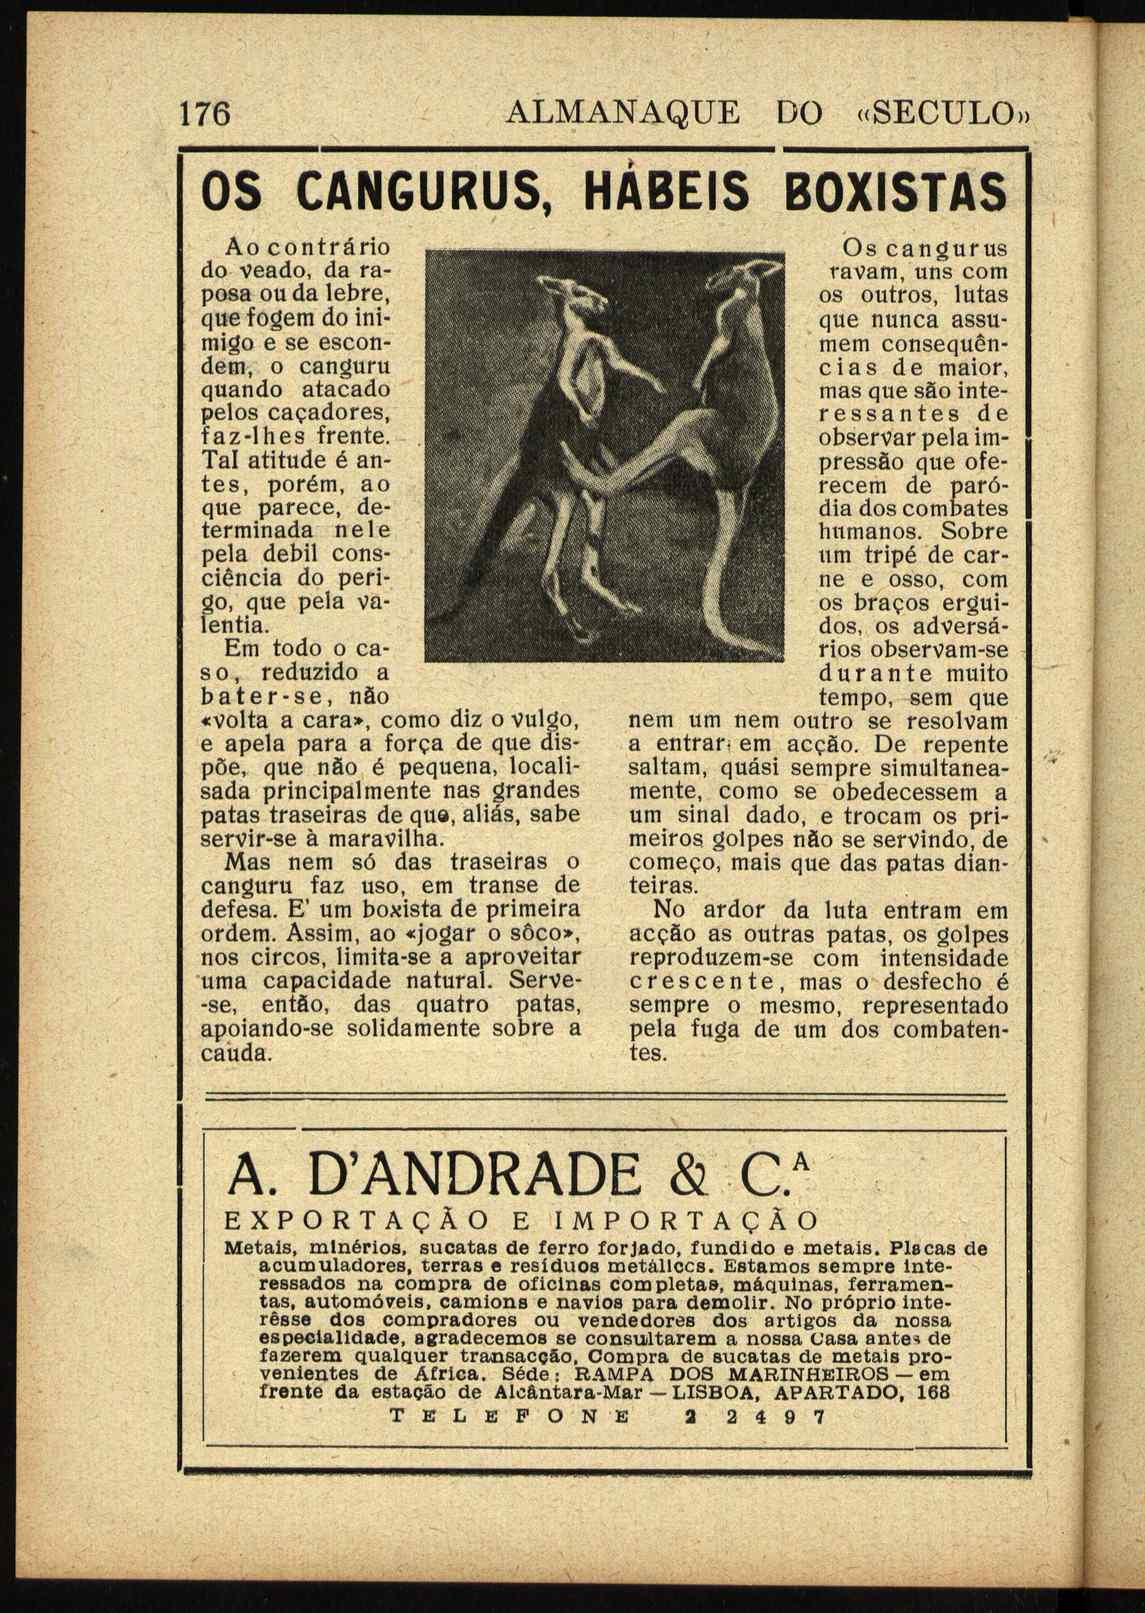 176 ALMANAQUE DO «SECULO»
OS CANGURUS, HÁBEIS BOXISTAS
Ao contrário
do veado, da ra-
posa ou da lebre,
que fogem do ini-
migo e se escon-
dem, o canguru
quando atacado
pelos caçadores,
faz-lhes frente.
Tal atitude é an-
tes, porém, ao
que parece, de-
terminada nele
pela debil cons-
ciência do peri-
go, que pela va-
lentia.
Em todo o ca-
so, reduzido a
bater-se, não
«volta a cara», como diz o vulgo,
e apela para a força de que dis-
põe, que não é pequena, locali-
sada principalmente nas grandes
patas traseiras de que, aliás, sabe
servir-se à maravilha.
Mas nem só das traseiras o
canguru faz uso, em transe de
defesa. E' um boxista de primeira
ordem. Assim, ao «jogar o sôco»,
nos circos, limita-se a aproveitar
uma capacidade natural. Serve-
-se, então, das quatro patas,
apoiando-se solidamente sobre a
cauda.
Os cangurus
ravam, uns com
os outros, lutas
que nunca assu-
mem consequên-
cias de maior,
mas que são inte-
ressantes de
observar pela im-
pressão que ofe-
recem de paró-
dia dos combates
humanos. Sobre
um tripé de car-
ne e osso, com
os braços ergui-
dos, os adversá-
rios observam-se
durante muito
tempo, sem que
nem um nem outro se resolvam
a entrar em acção. De repente
saltam, quási sempre simultanea-
mente, como se obedecessem a
um sinal dado, e trocam os pri-
meiros golpes não se servindo, de
começo, mais que das patas dian-
teiras.
No ardor da luta entram em
acção as outras patas, os golpes
reproduzem-se com intensidade
crescente, mas o desfecho é
sempre o mesmo, representado
pela fuga de um dos combaten-
tes.
A. D'ANDRADE & C.A
EXPORTAÇÃO E IMPORTAÇÃO
Metais, minérios, sucatas de ferro forjado, fundido e metais. Placas de
acumuladores, terras e resíduos metálicos. Estamos sempre inte-
ressados na compra de oficinas completas, máquinas, ferramen-
tas, automóveis, camions e navios para demolir. No próprio inte-
rêsse dos compradores ou vendedores dos artigos da nossa
especialidade, agradecemos se consultarem a nossa Casa antes de
fazerem qualquer transacção, Compra de sucatas de metais pro-
venientes de África. Séde: RAMPA DOS MARINHEIROS — em
frente da estação de Alcântara-Mar — LISBOA, APARTADO, 168
TELEFONE 22497